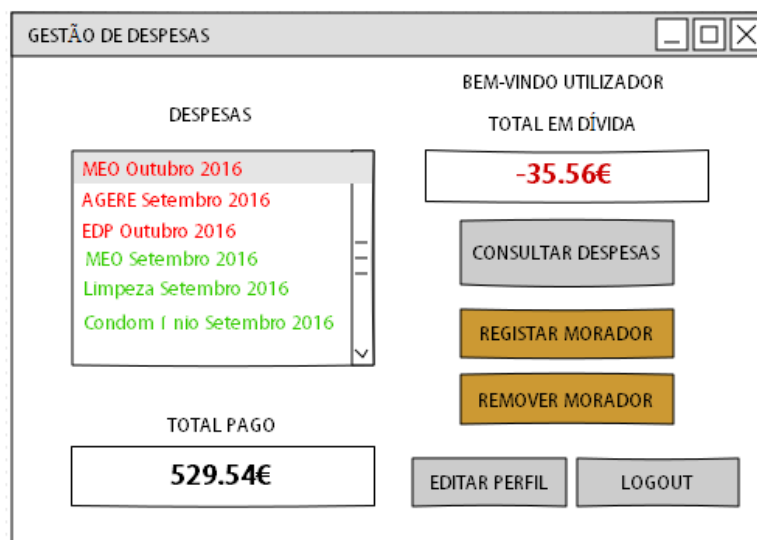 GESTÃO DE DESPESAS
BEM-VINDO UTILIZADOR
DESPESAS
TOTAL EM DÍVIDA
MEO Outubro 2016
AGERE Setembro 2016
EDP Outubro 2016
MEO Setembro 2016
Limpeza Setembro 2016
Condom í nio Setembro 2016
-35.56€
CONSULTAR DESPESAS
REGISTAR MORADOR
REMOVER MORADOR
TOTAL PAGO
529.54€
EDITAR PERFIL
LOGOUT